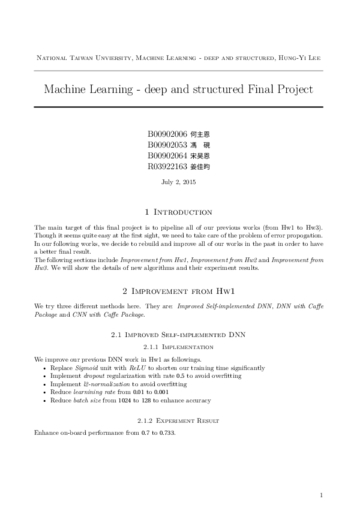 National Taiwan Unviersity, Machine Learning - deep and structured, Hung-Yi Lee
Machine Learning - deep and structured Final Project
B00902006 何主恩
B00902053 馮 硯
B00902064 宋昊恩
R03922163 姜佳昀
July 2, 2015
1 Introduction
The main target of this final project is to pipeline all of our previous works (from Hw1 to Hw3).
Though it seems quite easy at the first sight, we need to take care of the problem of error propogation.
In our following works, we decide to rebuild and improve all of our works in the past in order to have
a better final result.
The following sections include Improvement from Hw1, Improvement from Hw2 and Improvement from
Hw3. We will show the details of new algorithms and their experiment results.
2 Improvement from Hw1
We try three different methods here. They are: Improved Self-implemented DNN, DNN with Caffe
Package and CNN with Caffe Package.
2.1 Improved Self-implemented DNN
2.1.1 Implementation
We improve our previous DNN work in Hw1 as followings.
• Replace Sigmoid unit with ReLU to shorten our training time significantly
• Implement dropout regularization with rate 0.5 to avoid overfitting
• Implement l2-normalization to avoid overfitting
• Reduce learnining rate from 0.01 to 0.001
• Reduce batch size from 1024 to 128 to enhance accuracy
2.1.2 Experiment Result
Enhance on-board performance from 0.7 to 0.733.
1